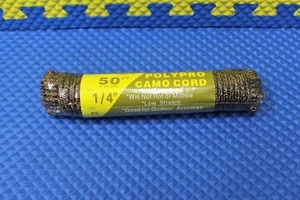 50
POLYPRO
CAMO CORD
1/4"
*Will Not Rot or Mildew
*Low Stretch
*Good for Outdoor Activities